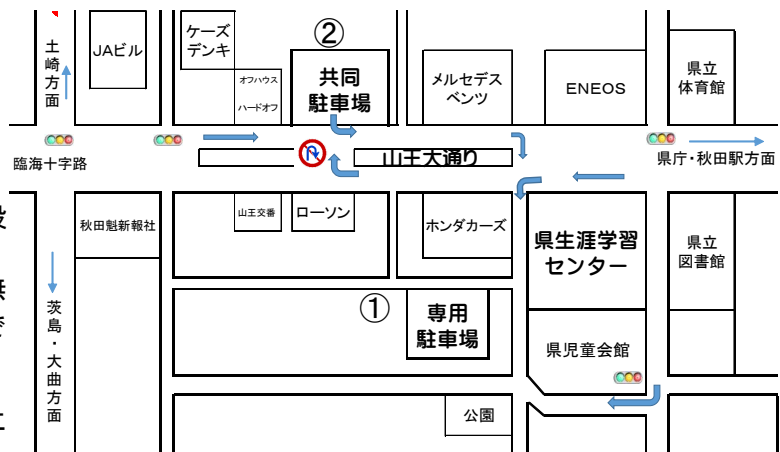 土崎方面
JAビル
ケーズ
デンキ
オフハウス
ハードオフ
②
共同
駐車場
メルセデス
ベンツ
ENEOS
県立
体育館
臨海十字路
山王大通り
県庁・秋田駅方面
秋田魁新報社
山王交番
ローソン
ホンダカーズ
県生涯学習
センター
県立
図書館
①
専用
駐車場
茨島・大曲方面
県児童会館
公園